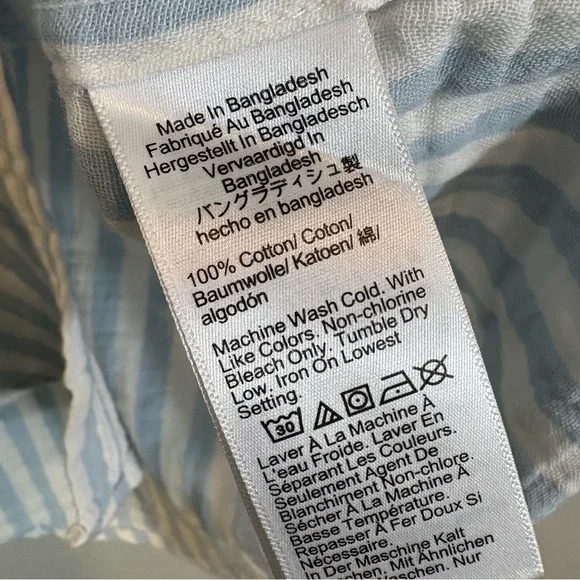 Made In Bangladesh
Fabriqué Au Bangladesh
Hergestellt In Bangladesch
Vervaardigd In
Bangladesh
バングラディシュ製
hecho en bangladesh
100% Cotton/ Coton/
Baumwolle/ Katoen/ 綿/
algodón
Machine Wash Cold. With
Like Colors. Non-chlorine
Bleach Only. Tumble Dry
Low. Iron On Lowest
Setting.
30
Laver À La Machine À
L'eau Froide. Laver En
Séparant Les Couleurs.
Seulement Agent De
Blanchiment Non-chlore.
Sécher À La Machine À
Basse Température.
Repasser À Fer Doux Si
Nécessaire.
In Der Maschine Kalt
Mit Ähnlichen
Nur